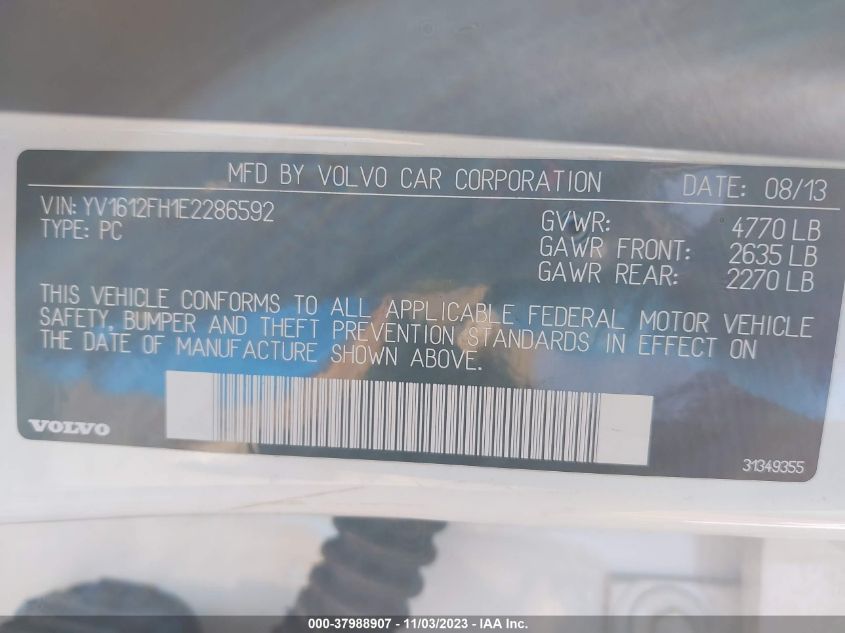 MFD BY VOLVO CAR CORPORATION DATE: 08/13
VIN: YV1612FH1E2286592
TYPE: PC
GVWR: 4770 LB
GAWR FRONT: 2635 LB
GAWR REAR: 2270 LB
THIS VEHICLE CONFORMS TO ALL APPLICABLE FEDERAL MOTOR VEHICLE
SAFETY, BUMPER AND THEFT PREVENTION STANDARDS IN EFFECT ON
THE DATE OF MANUFACTURE SHOWN ABOVE.
VOLVO
31349355
000-37988907 - 11/03/2023 - IAA Inc.